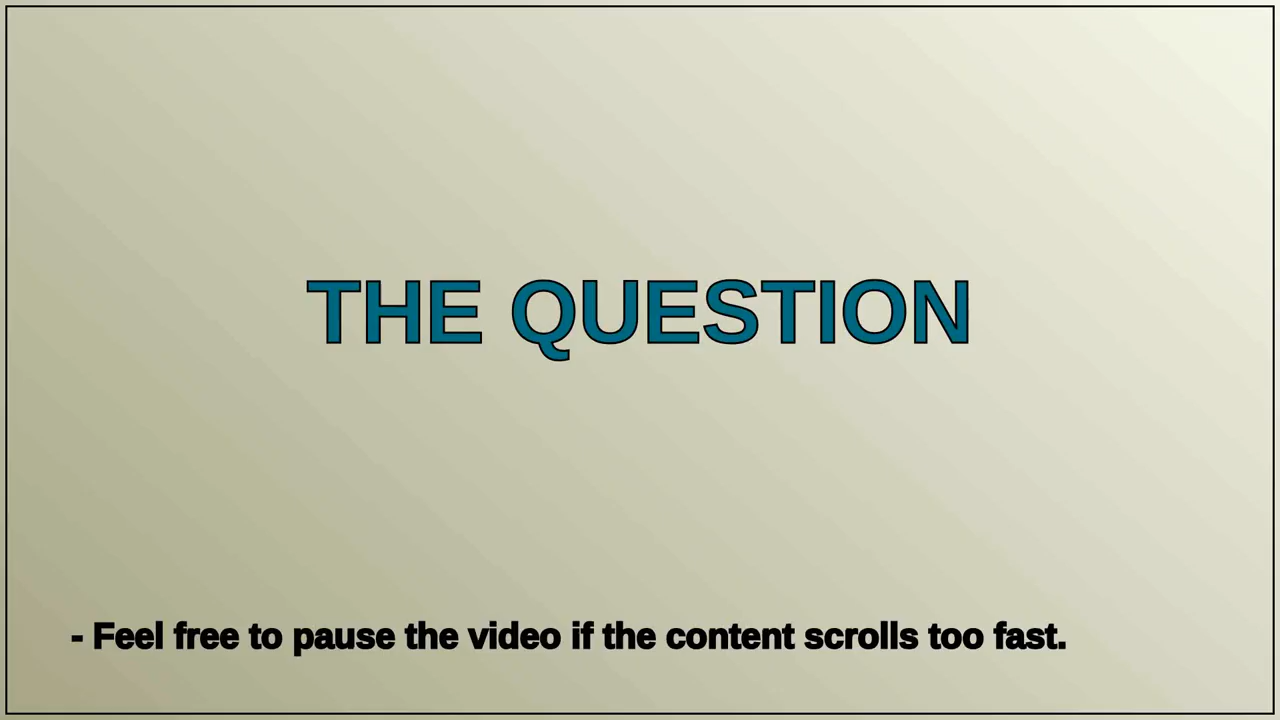 THE QUESTION
- Feel free to pause the video if the content scrolls too fast.